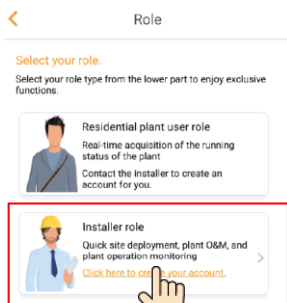 Role
Select your role.
Select your role type from the lower part to enjoy exclusive
functions.
Residential plant user role
Real-time acquisition of the running
status of the plant
Contact the installer to create an
account for you.
Installer role
Quick site deployment, plant O&M, and
plant operation monitoring
Click here to create your account.